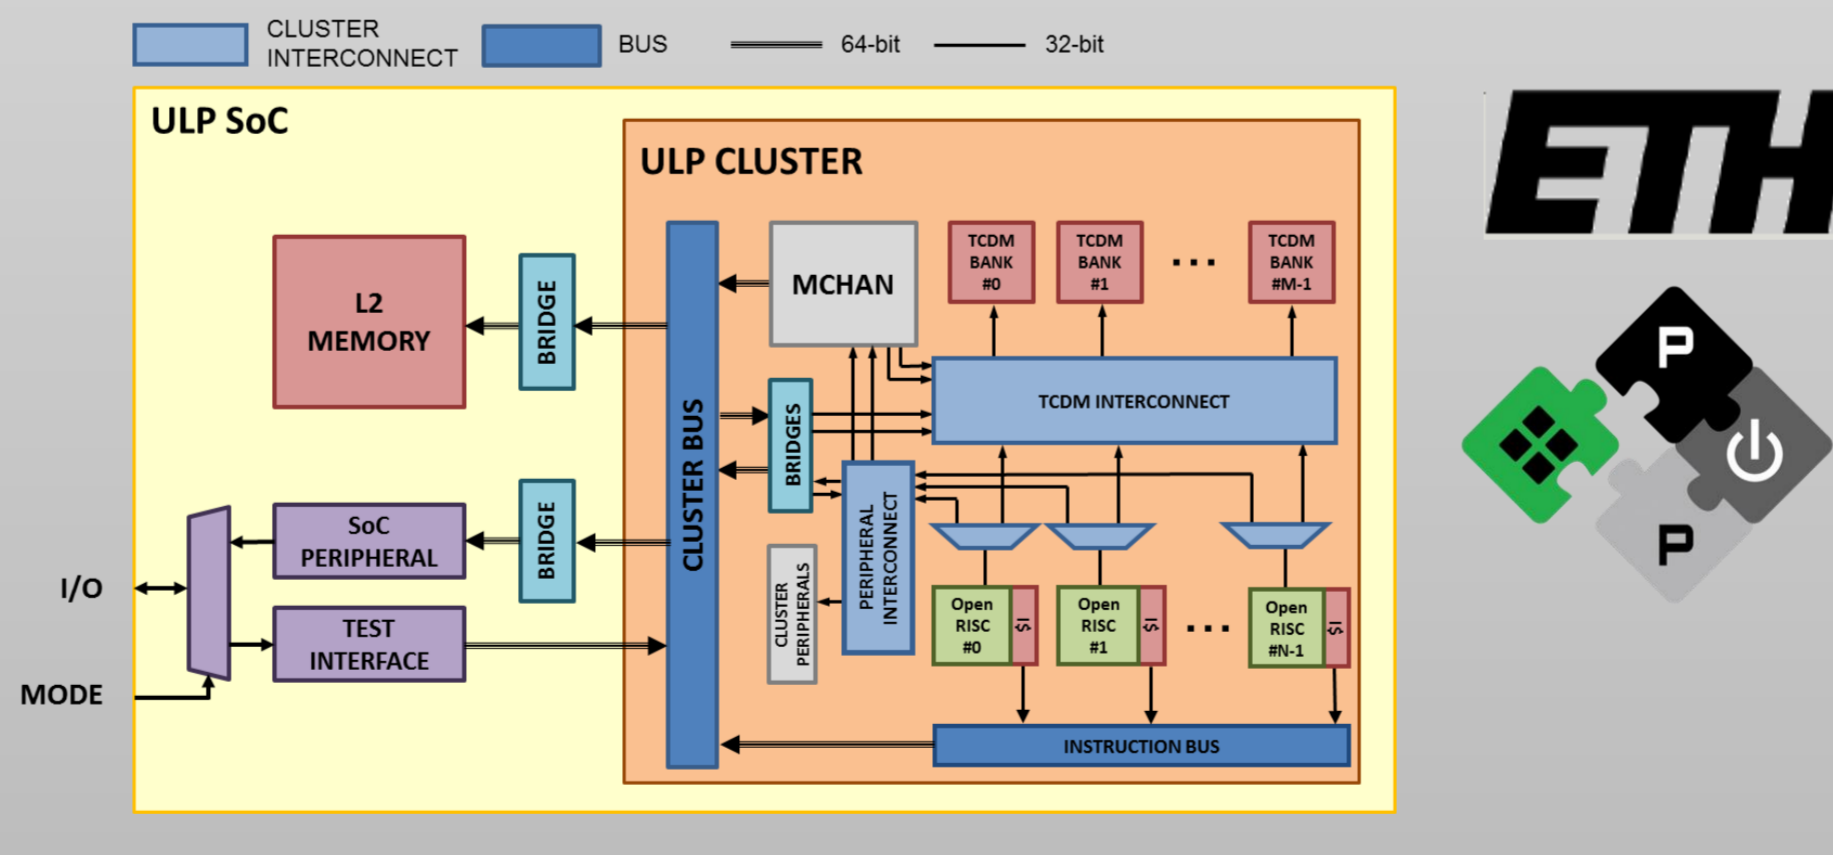 CLUSTER
INTERCONNECT
BUS
64-bit
32-bit
ULP SoC
ULP CLUSTER
L2
MEMORY
BRIDGE
CLUSTER BUS
MCHAN
TCDM
BANK
#0
TCDM
BANK
#1
...
TCDM
BANK
#M-1
TCDM INTERCONNECT
BRIDGES
PERIPHERAL
INTERCONNECT
CLUSTER
PERIPHERALS
SoC
PERIPHERAL
BRIDGE
TEST
INTERFACE
I/O
MODE
Open
RISC
#0
I$
Open
RISC
#1
I$
...
Open
RISC
#N-1
I$
INSTRUCTION BUS
ETH
P
P